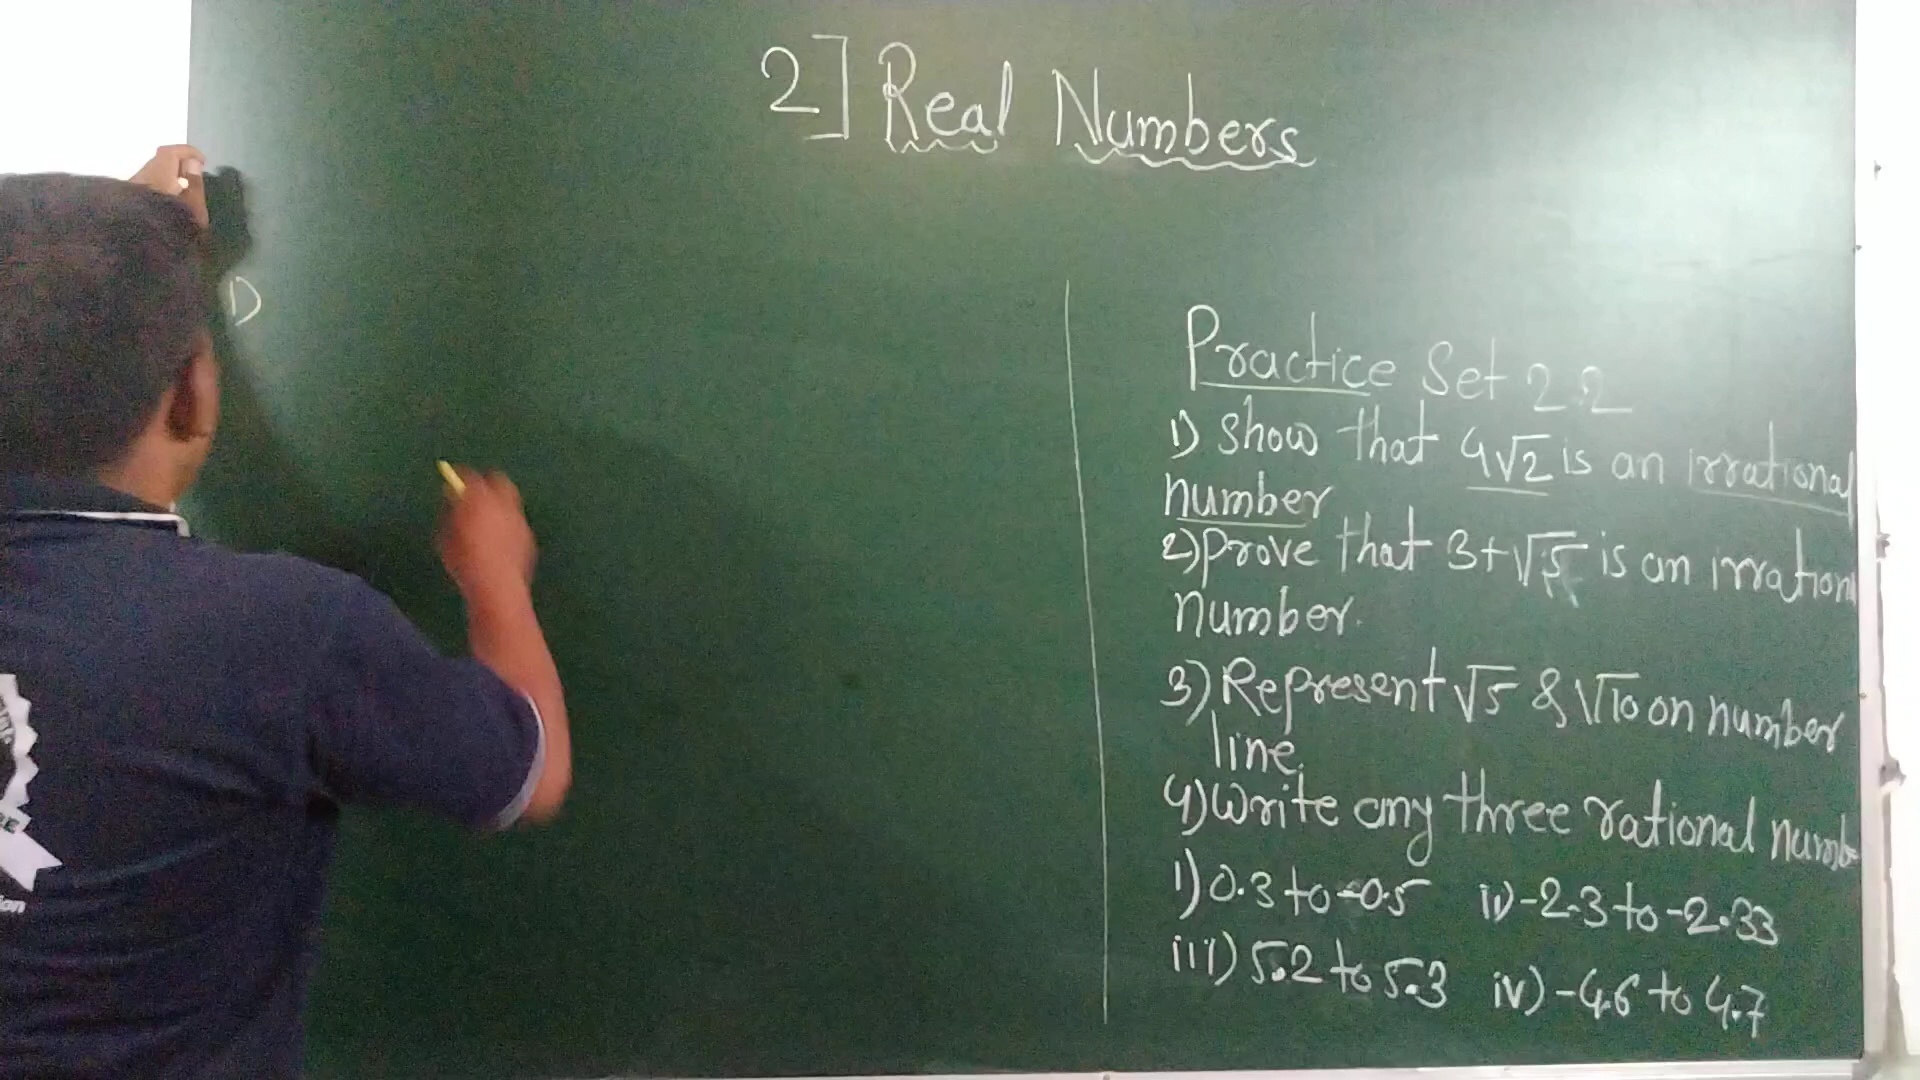 2] Real Numbers
1)
Practice Set 2.2
1) Show that 4√2 is an irrational
number
2) Prove that 3+√5 is an irration
number.
3) Represent √5 & √10 on number
line.
4) Write any three rational numbe
i) 0.3 to -0.5 ii) -2.3 to -2.33
iii) 5.2 to 5.3 iv) -4.6 to 4.7